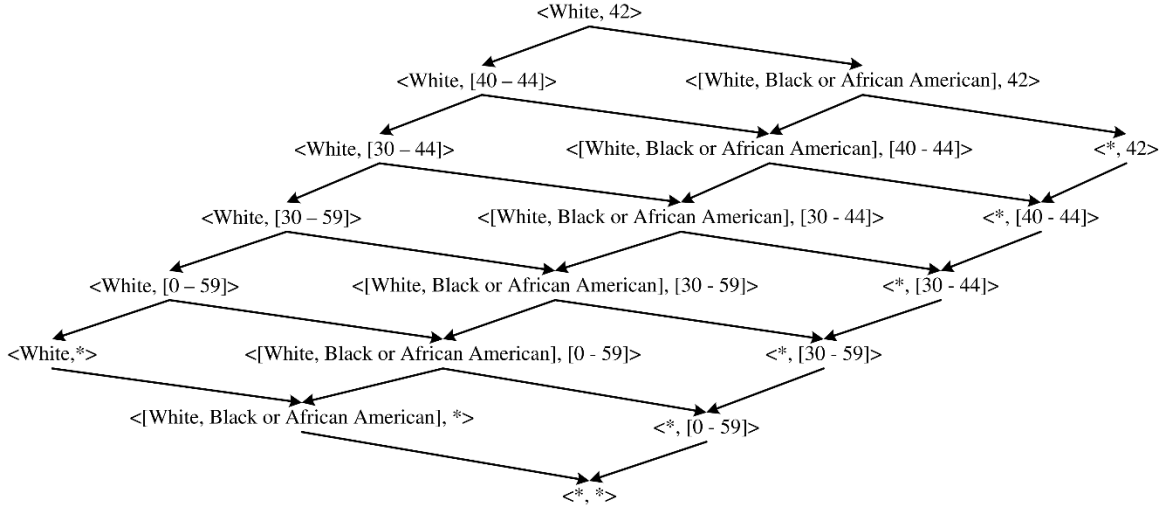 <White, 42>
<White, [40 – 44]>
<[White, Black or African American], 42>
<White, [30 – 44]>
<[White, Black or African American], [40 - 44]>
<*, 42>
<White, [30 – 59]>
<[White, Black or African American], [30 - 44]>
<*, [40 - 44]>
<White, [0 – 59]>
<[White, Black or African American], [30 - 59]>
<*, [30 - 44]>
<White,*>
<[White, Black or African American], [0 - 59]>
<*, [30 - 59]>
<[White, Black or African American], *>
<*, [0 - 59]>
<*, *>